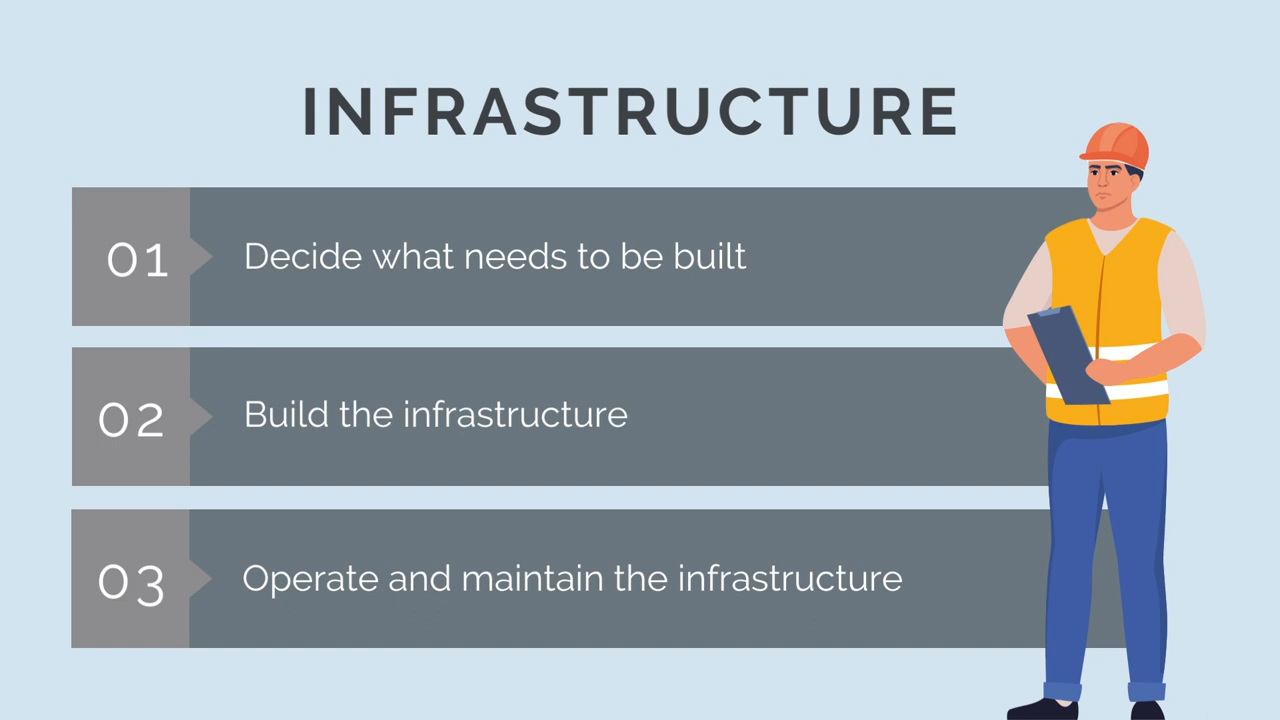 INFRASTRUCTURE
01
Decide what needs to be built
02
Build the infrastructure
03
Operate and maintain the infrastructure